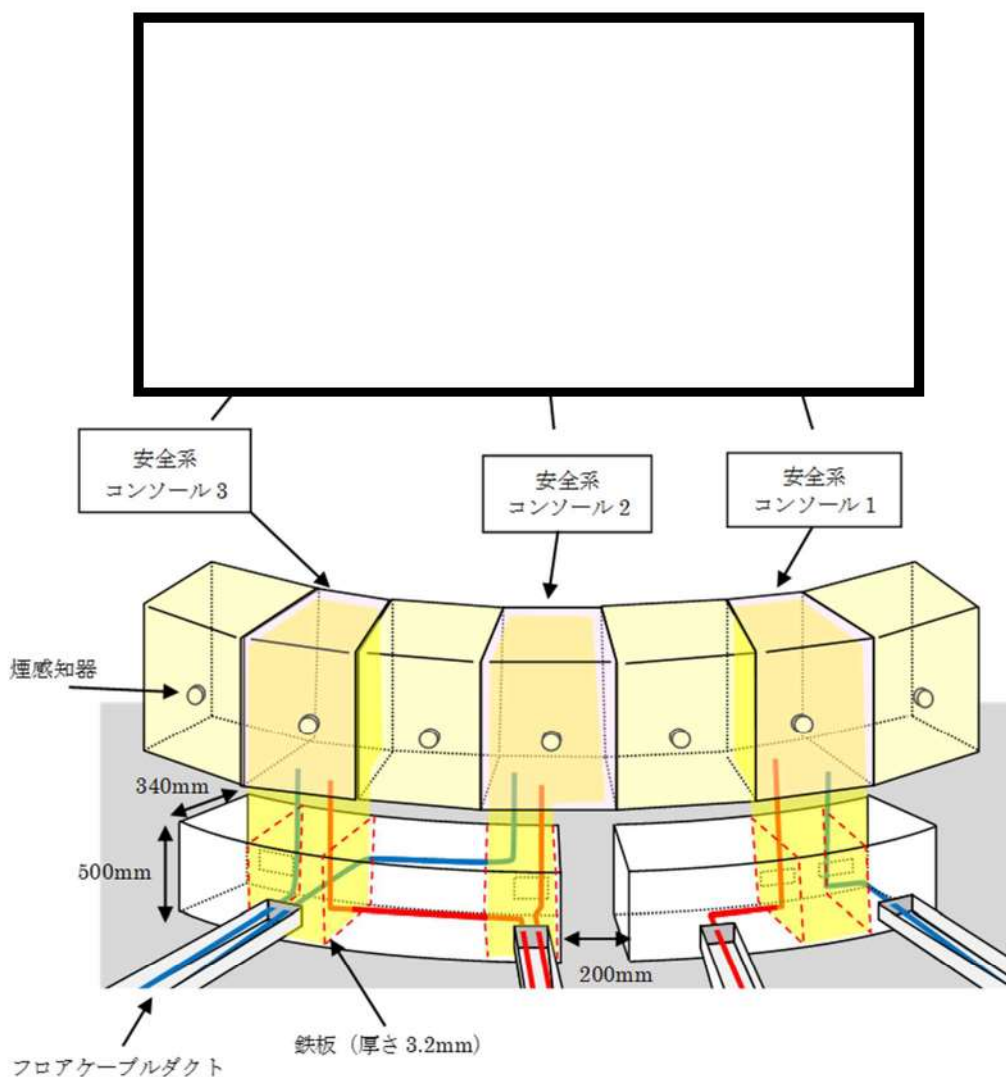 安全系
コンソール 3
安全系
コンソール 2
安全系
コンソール 1
煙感知器
340mm
500mm
200mm
鉄板（厚さ 3.2mm）
フロアケーブルダクト